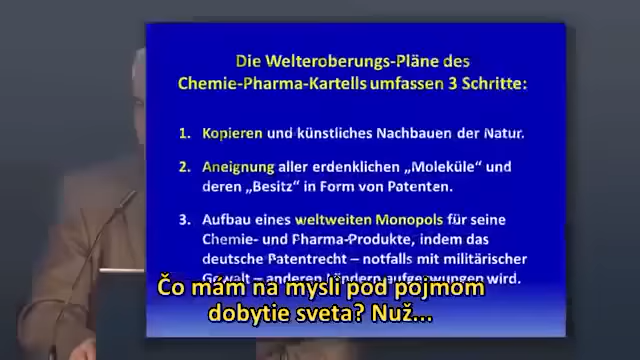 Die Welteroberungs-Pläne des
Chemie-Pharma-Kartells umfassen 3 Schritte:
1. Kopieren und künstliches Nachbauen der Natur.
2. Aneignung aller erdenklichen „Moleküle“ und
deren „Besitz“ in Form von Patenten.
3. Aufbau eines weltweiten Monopols für seine
Chemie- und Pharma-Produkte, indem das
deutsche Patentrecht – notfalls mit militärischer
Gewalt – anderen Ländern aufgezwungen wird.
Čo mám na mysli pod pojmom
dobytie sveta? Nuž...